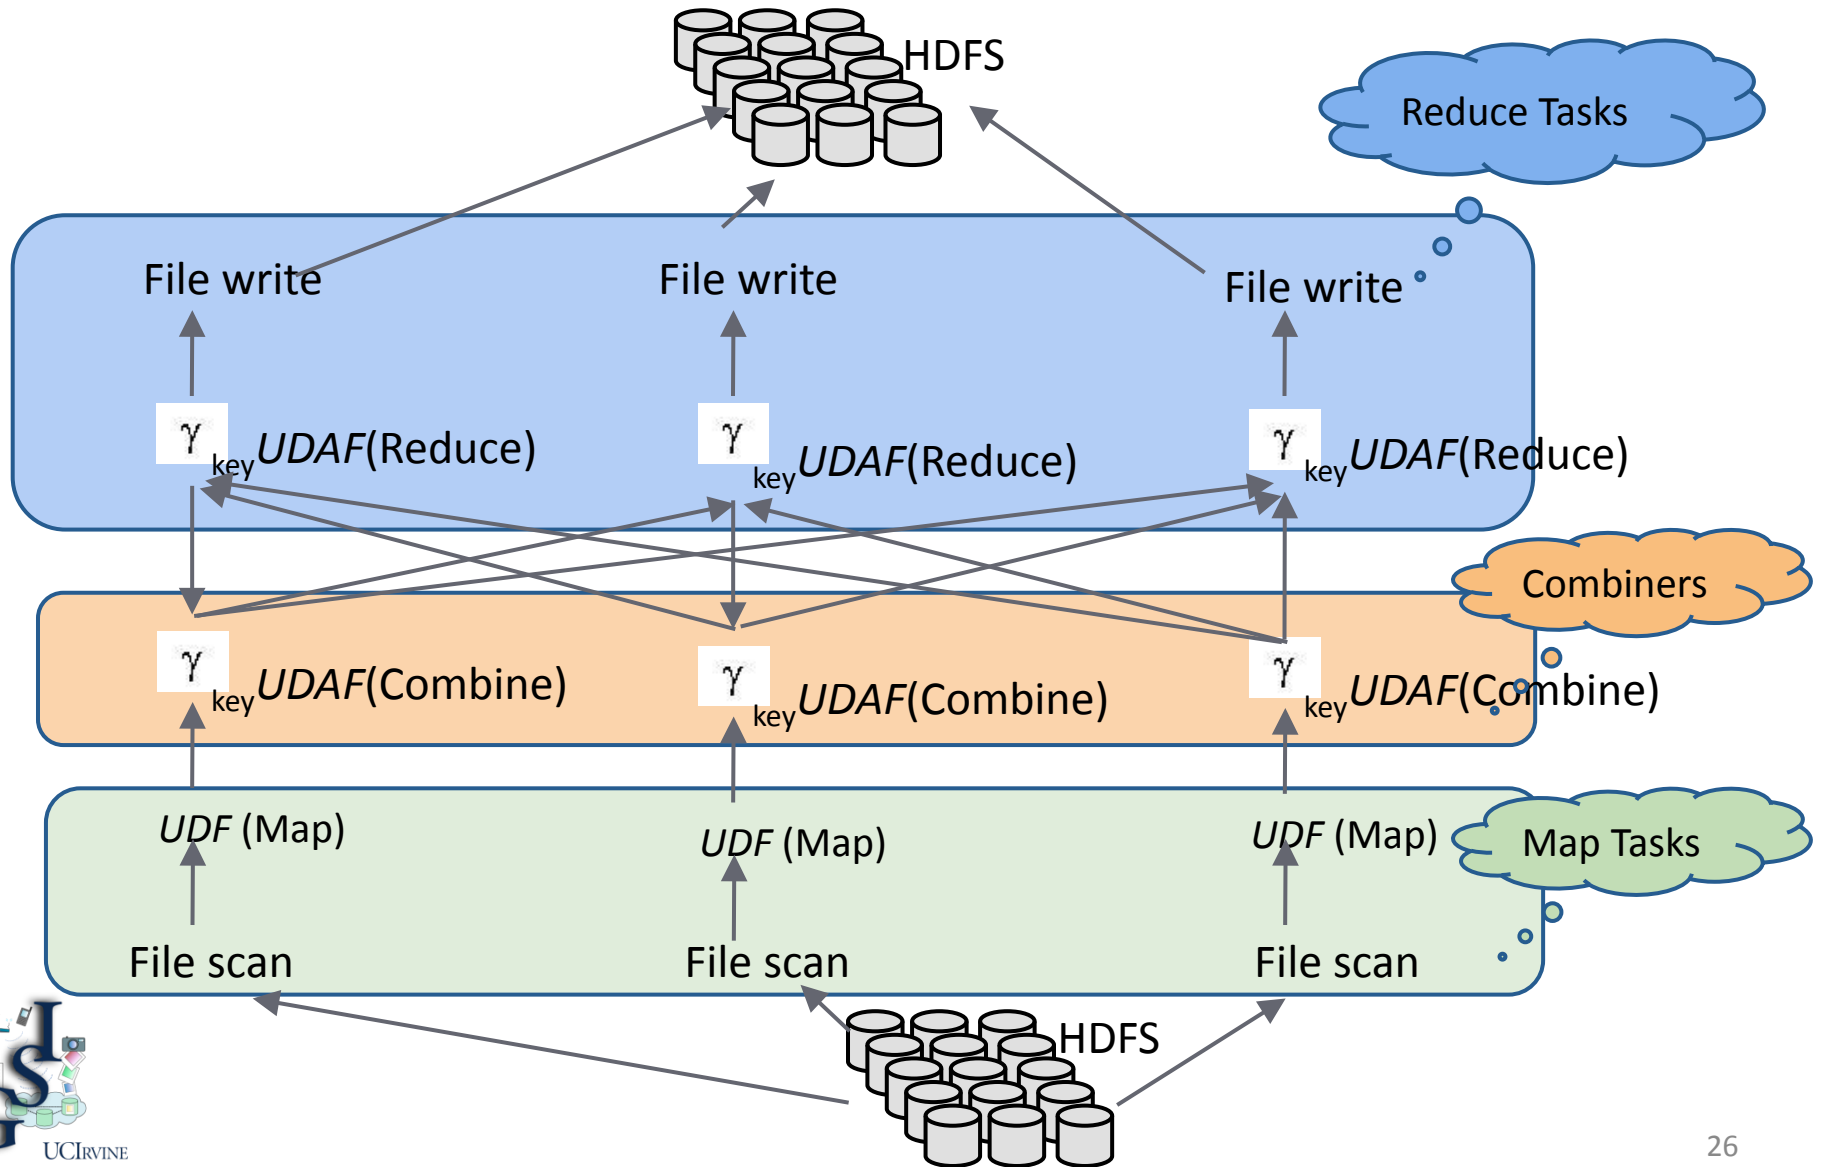 HDFS
Reduce Tasks
File write File write File write
γ key UDAF(Reduce) γ key UDAF(Reduce) γ key UDAF(Reduce)
Combiners
γ key UDAF(Combine) γ key UDAF(Combine) γ key UDAF(Combine)
UDF (Map) UDF (Map) UDF (Map)
Map Tasks
File scan File scan File scan
HDFS
I
S
G
UCIRVINE
26